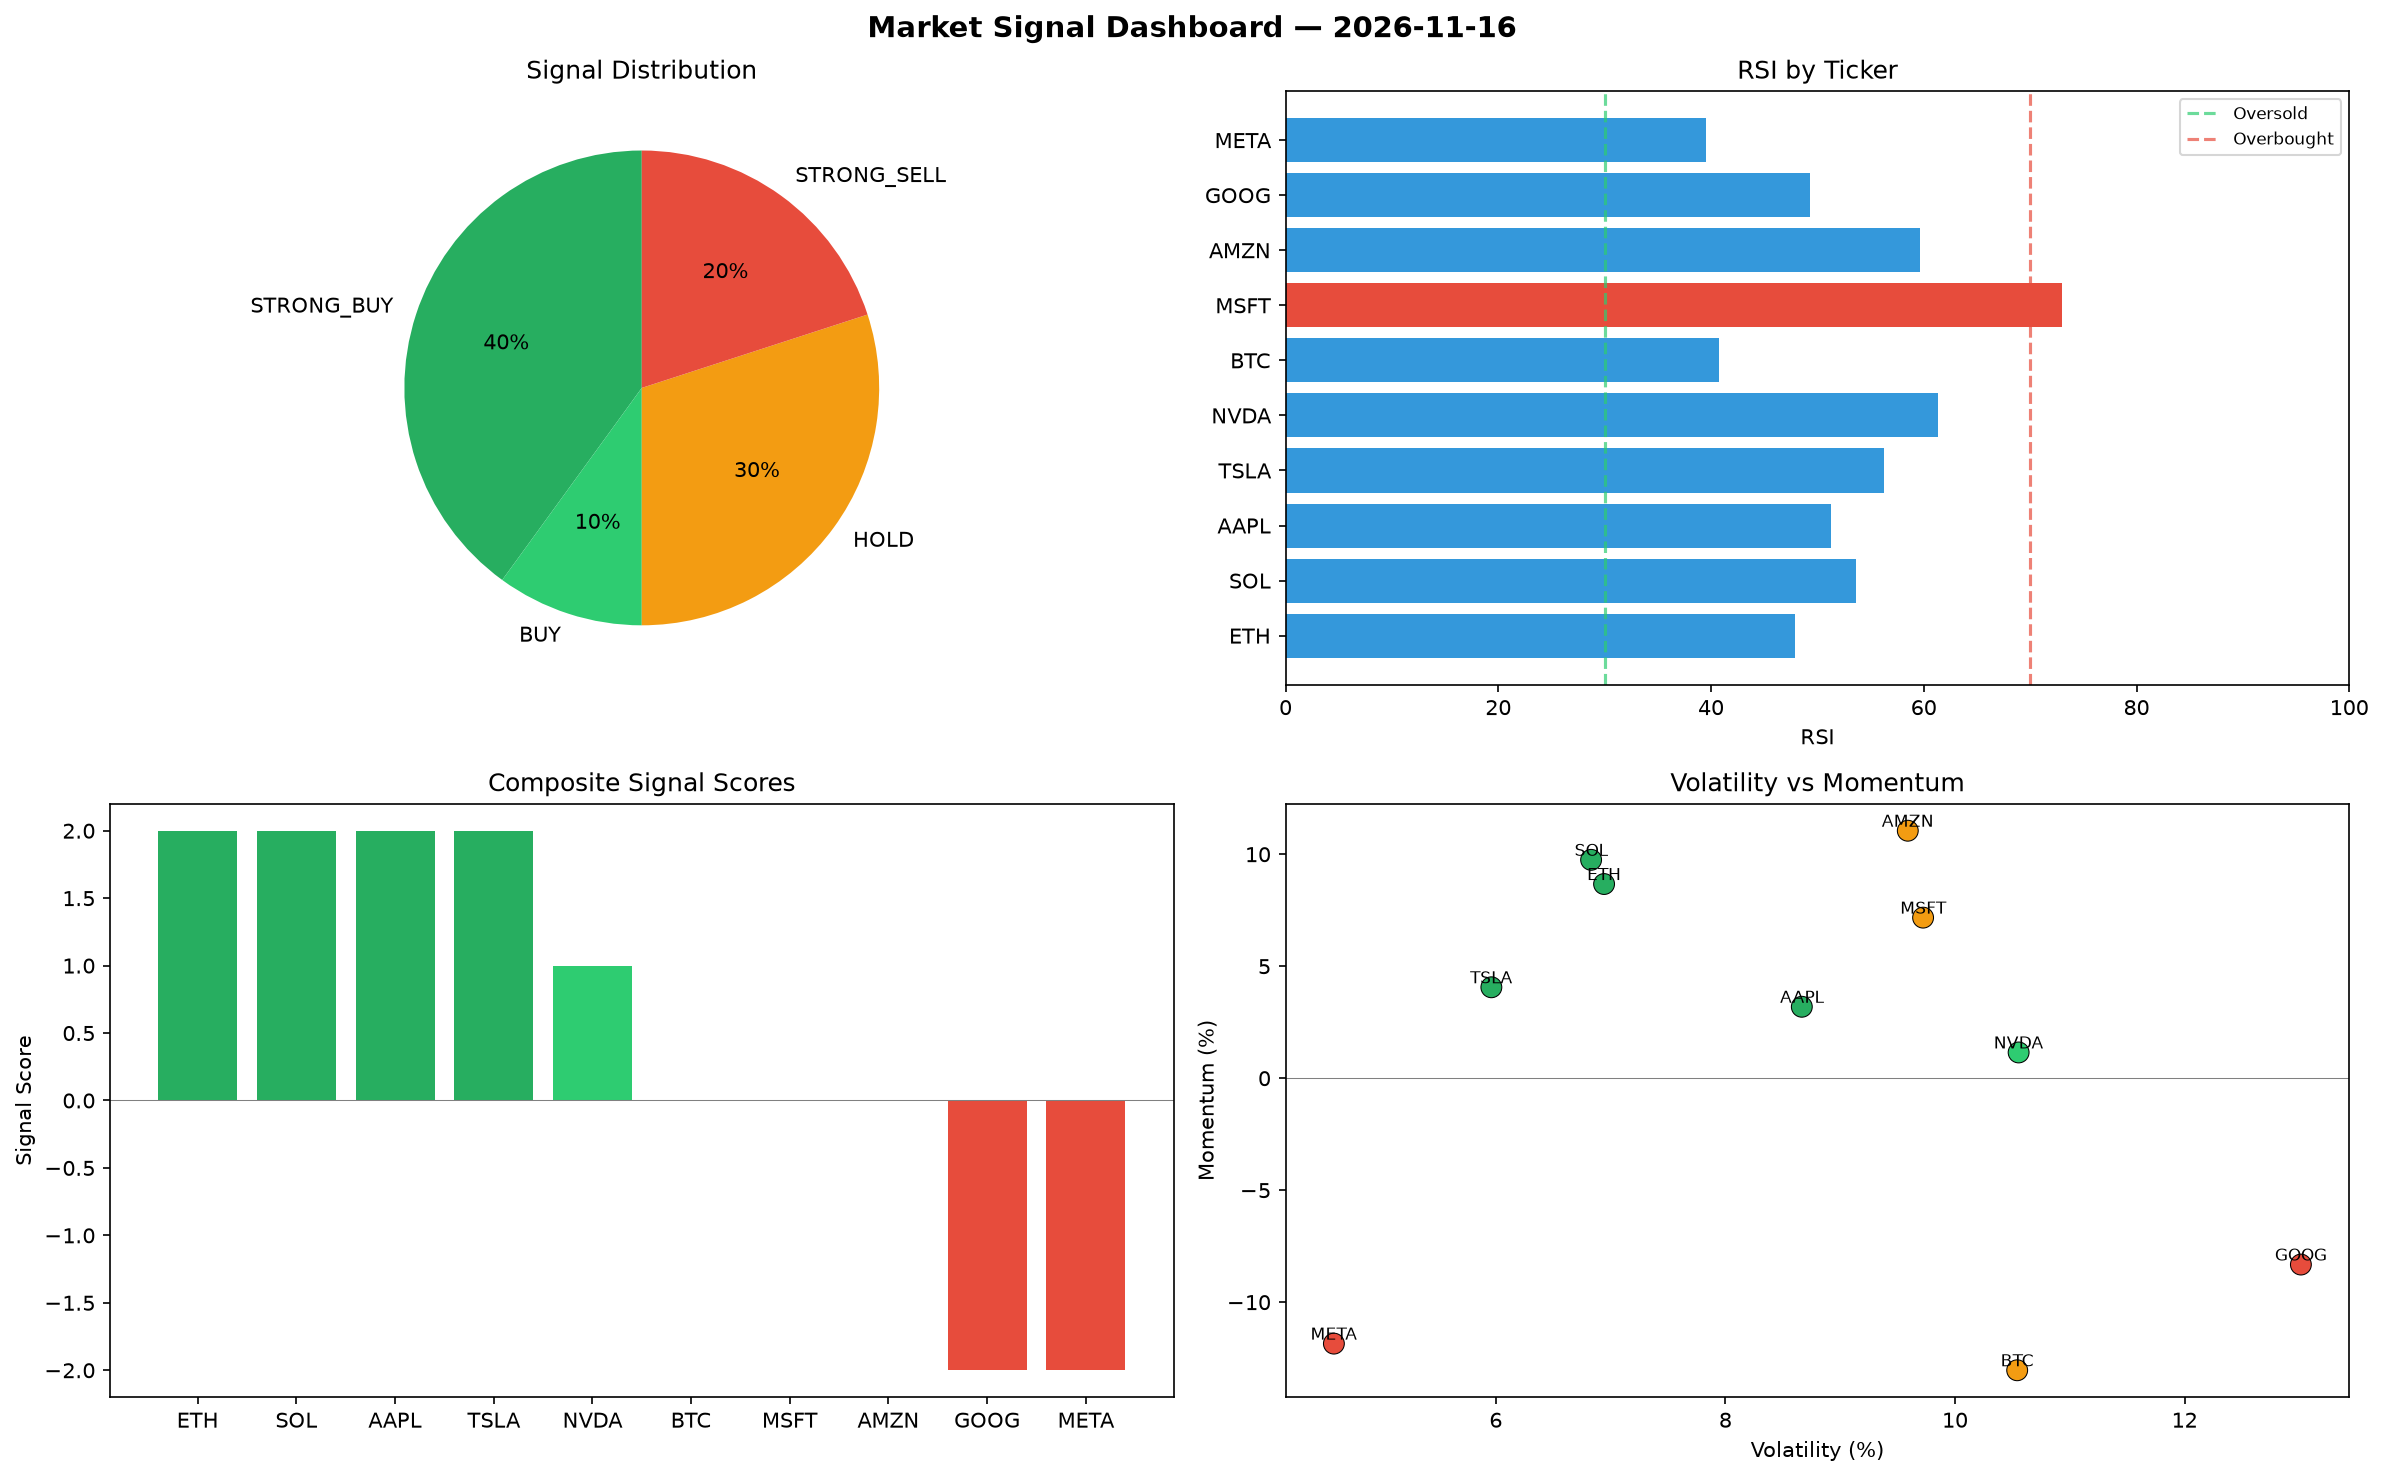 Market Signal Dashboard — 2026-11-16
Signal Distribution
STRONG_SELL
20%
STRONG_BUY
40%
30%
10%
HOLD
BUY
RSI by Ticker
Oversold
Overbought
META
GOOG
AMZN
MSFT
BTC
NVDA
TSLA
AAPL
SOL
ETH
0 20 40 60 80 100
RSI
Composite Signal Scores
Signal Score
2.0
1.5
1.0
0.5
0.0
−0.5
−1.0
−1.5
−2.0
ETH SOL AAPL TSLA NVDA BTC MSFT AMZN GOOG META
Volatility vs Momentum
Momentum (%)
10
5
0
−5
−10
AMZN
SOL
ETH
MSFT
TSLA
AAPL
NVDA
GOOG
META
BTC
6 8 10 12
Volatility (%)